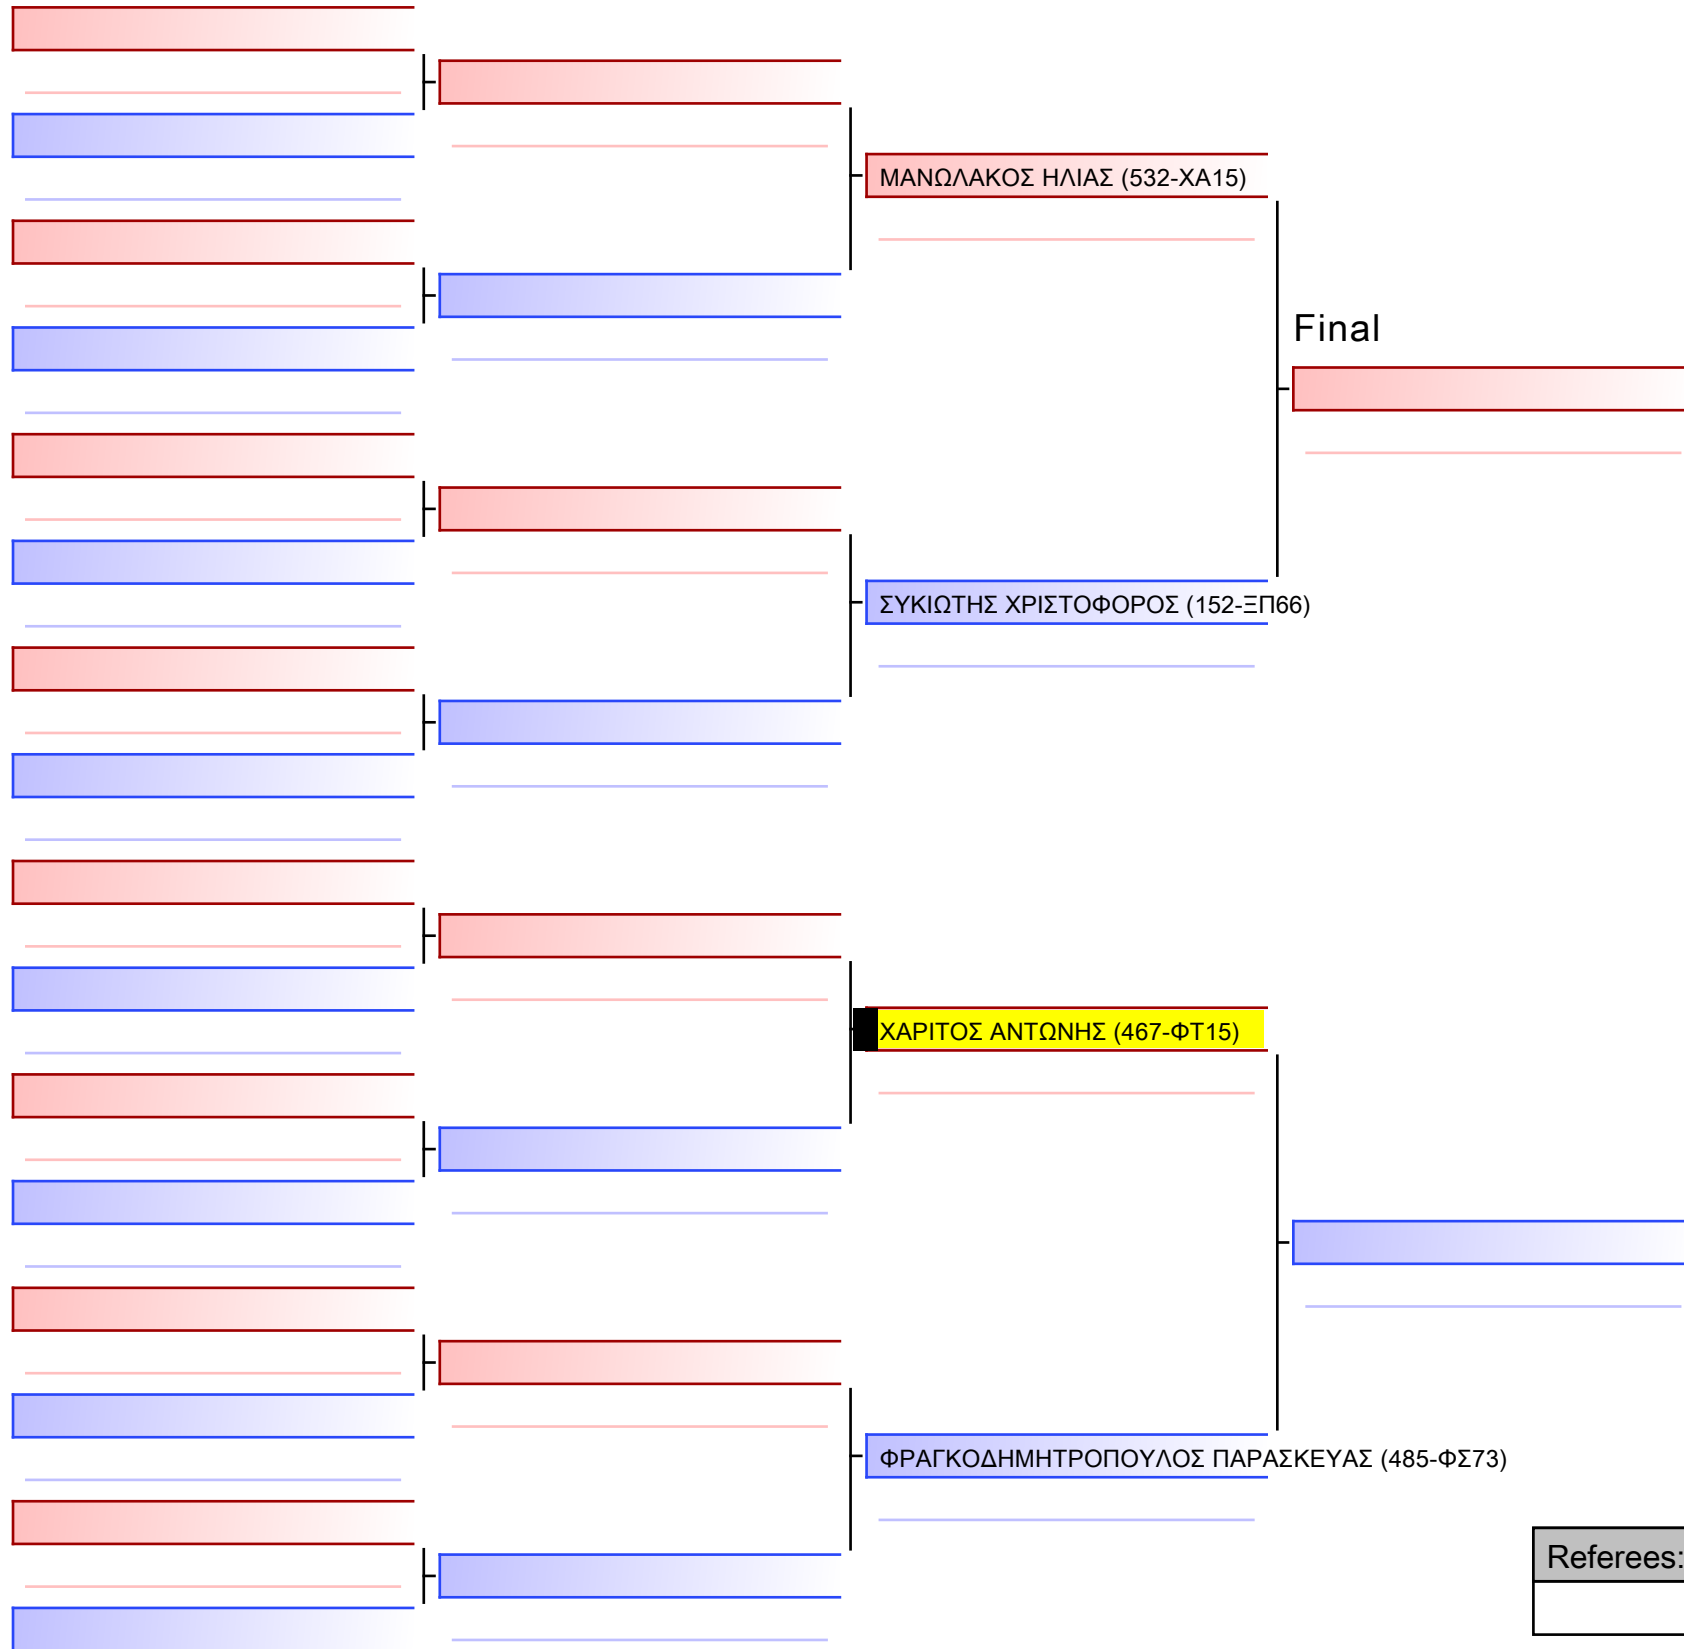 ΜΑΝΩΛΑΚΟΣ ΗΛΙΑΣ (532-ΧΑ15)
Final
ΣΥΚΙΩΤΗΣ ΧΡΙΣΤΟΦΟΡΟΣ (152-ΞΠ66)
ΧΑΡΙΤΟΣ ΑΝΤΩΝΗΣ (467-ΦΤ15)
ΦΡΑΓΚΟΔΗΜΗΤΡΟΠΟΥΛΟΣ ΠΑΡΑΣΚΕΥΑΣ (485-ΦΣ73)
Referees: